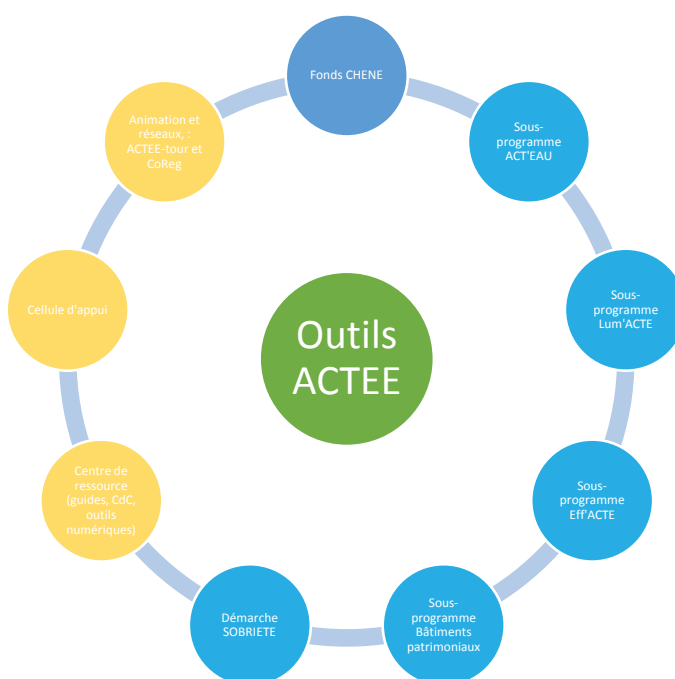 Fonds CHENE
Sous-
programme
ACT'EAU
Sous-
programme
Lum'ACTE
Sous-
programme
Eff'ACTE
Sous-
programme
Bâtiments
patrimoniaux
Démarche
SOBRIETE
Centre de
ressource
(guides, CdC,
outils
numériques)
Cellule d'appui
Animation et
réseaux, :
ACTEE-tour et
CoReg
Outils
ACTEE